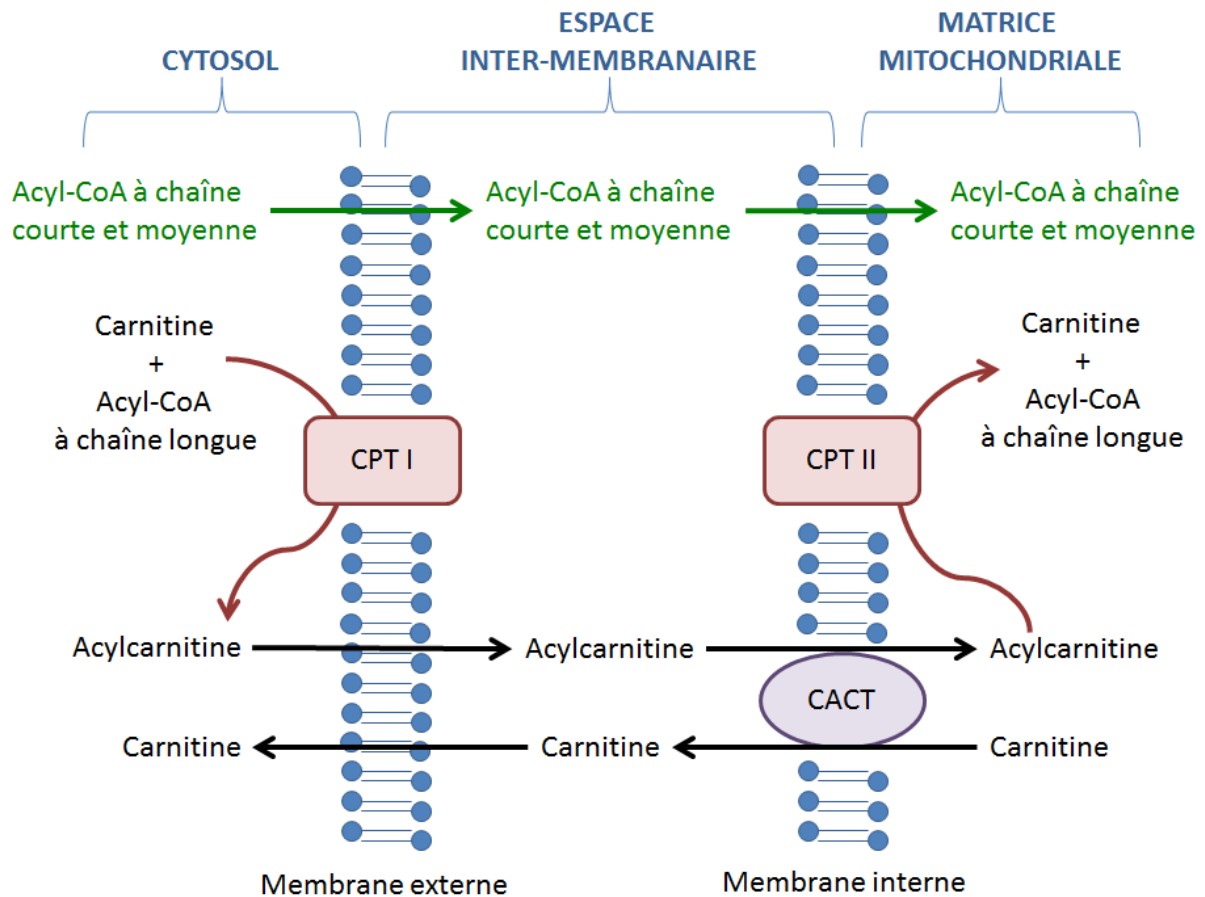 CYTOSOL
ESPACE
INTER-MEMBRANAIRE
MATRICE
MITOCHONDRIALE
Acyl-CoA à chaîne
courte et moyenne
Acyl-CoA à chaîne
courte et moyenne
Acyl-CoA à chaîne
courte et moyenne
Carnitine
+
Acyl-CoA
à chaîne longue
CPT I
CPT II
Carnitine
+
Acyl-CoA
à chaîne longue
Acylcarnitine
Acylcarnitine
Acylcarnitine
CACT
Carnitine
Carnitine
Carnitine
Membrane externe
Membrane interne